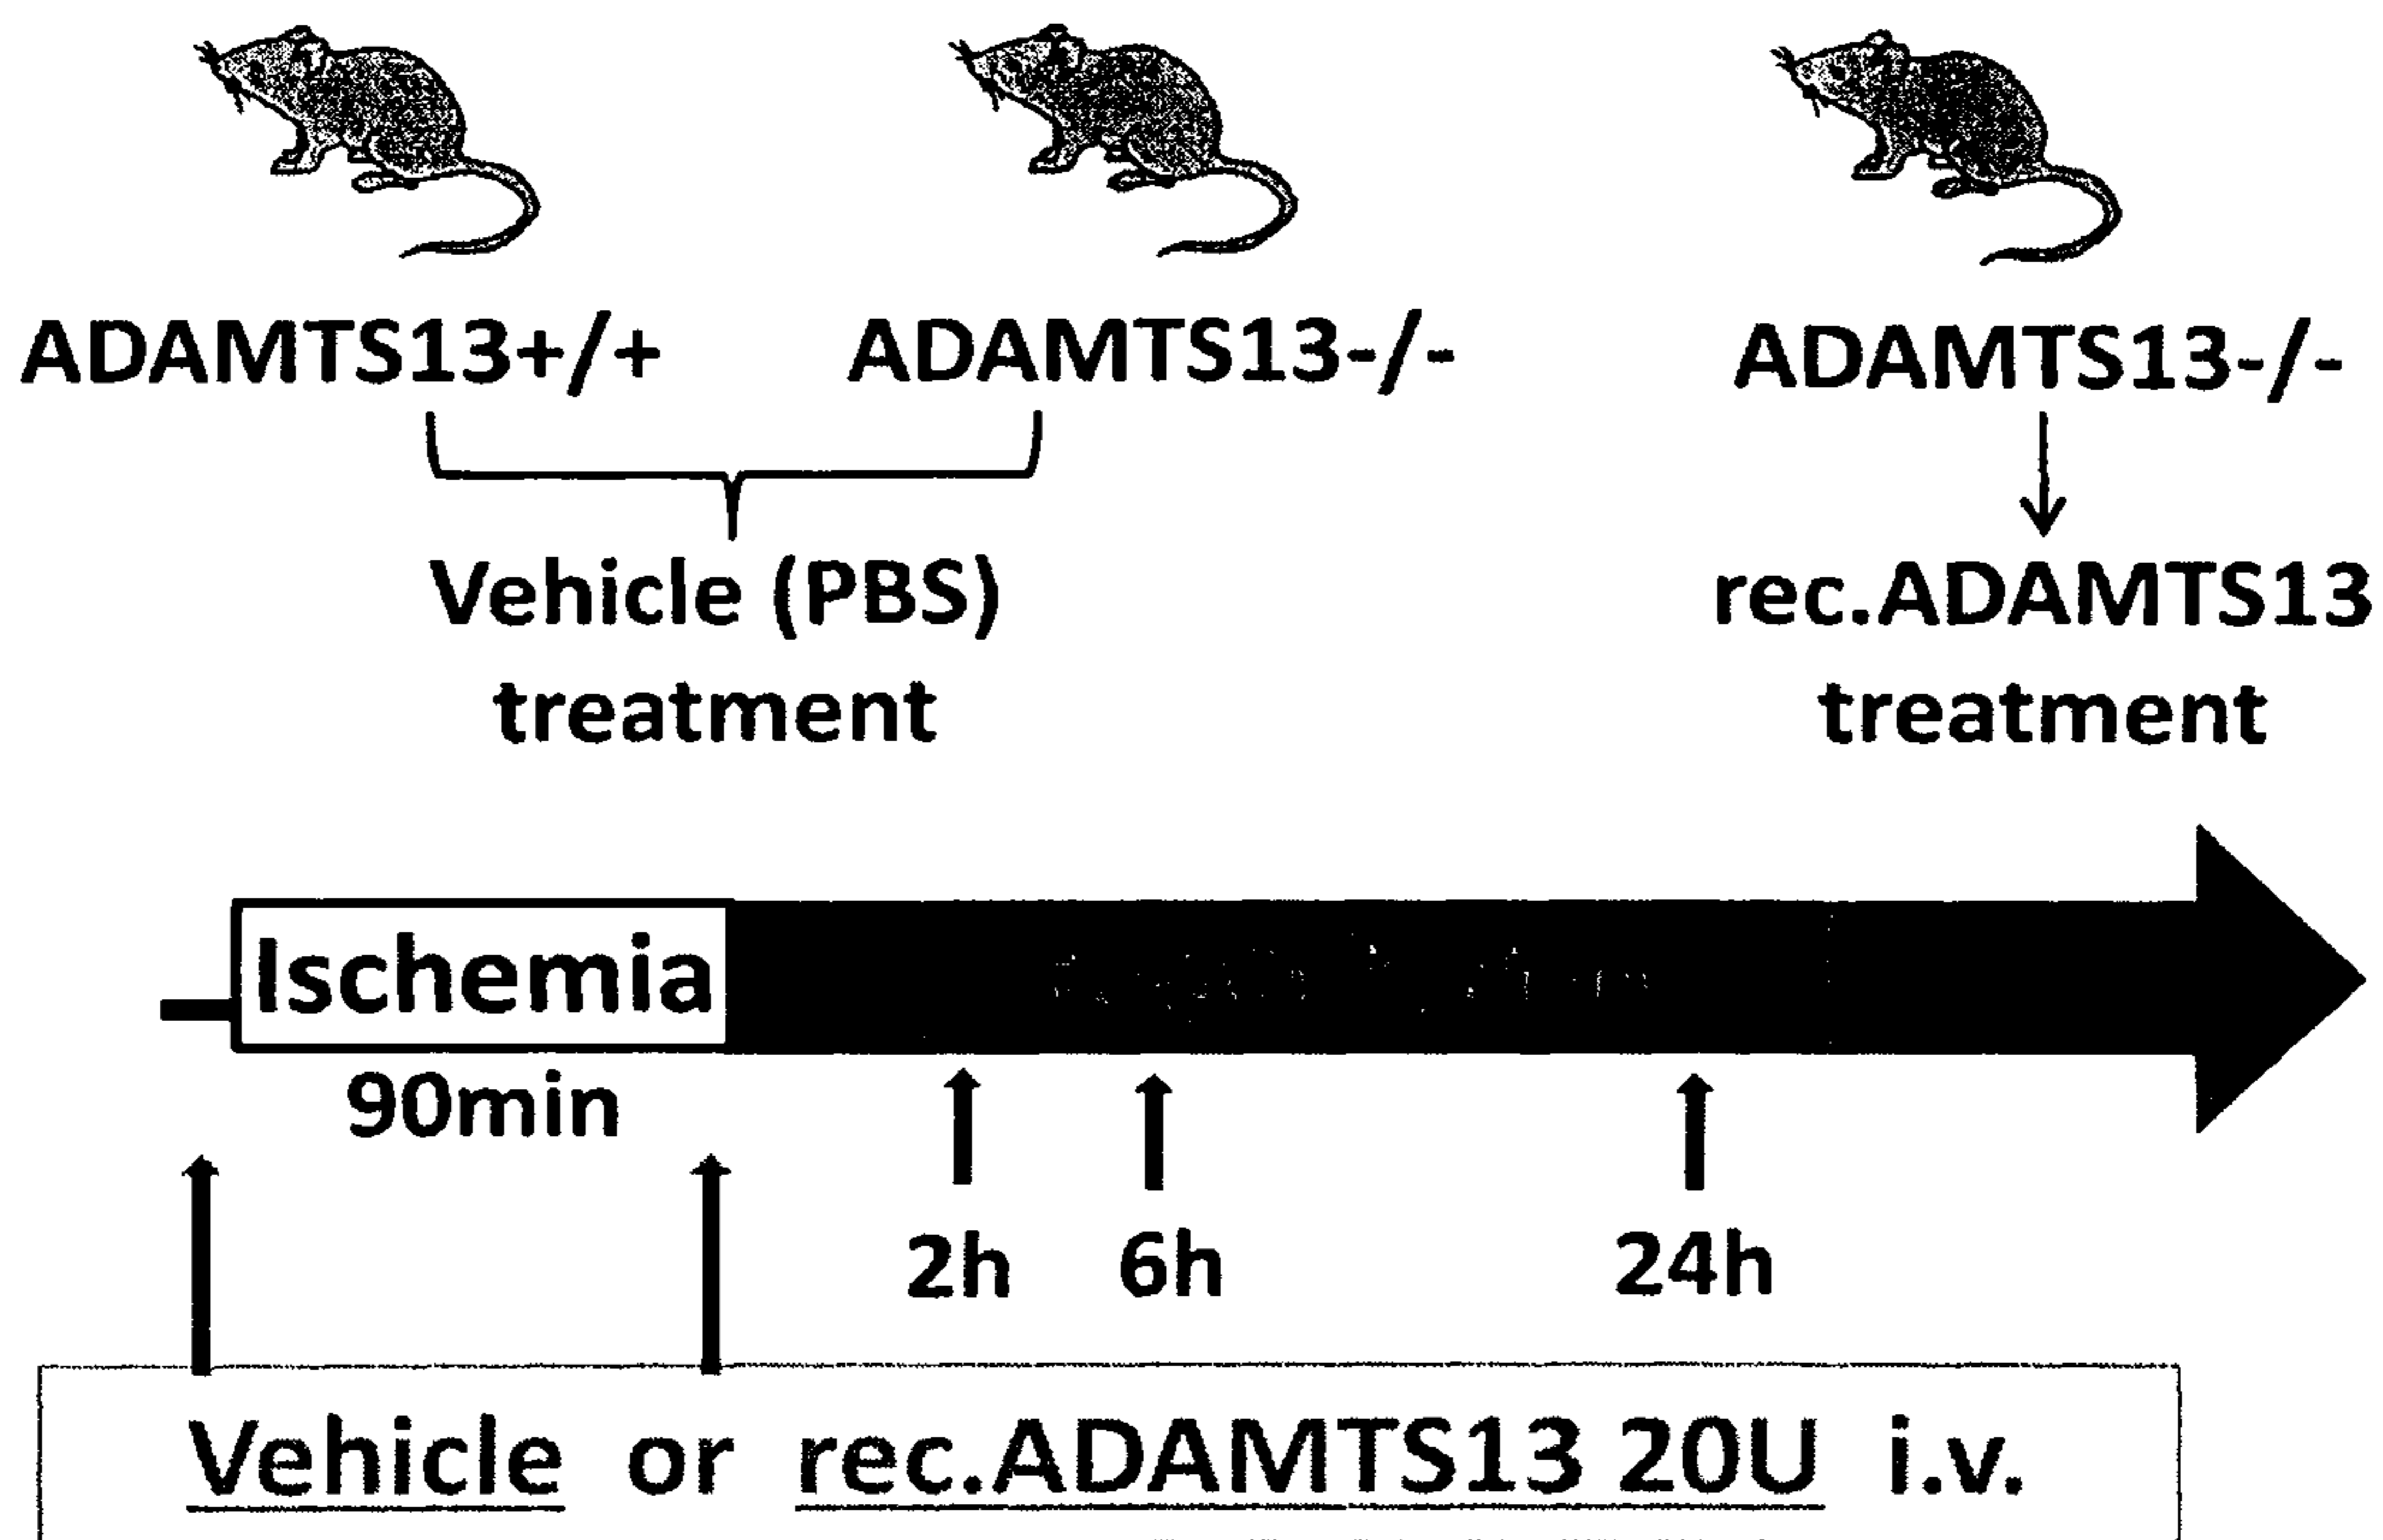 ADAMTS13+/+ ADAMTS13-/- ADAMTS13-/-
Vehicle (PBS)
treatment
rec.ADAMTS13
treatment
Ischemia
90min
2h 6h 24h
Vehicle or rec.ADAMTS13 20U i.v.